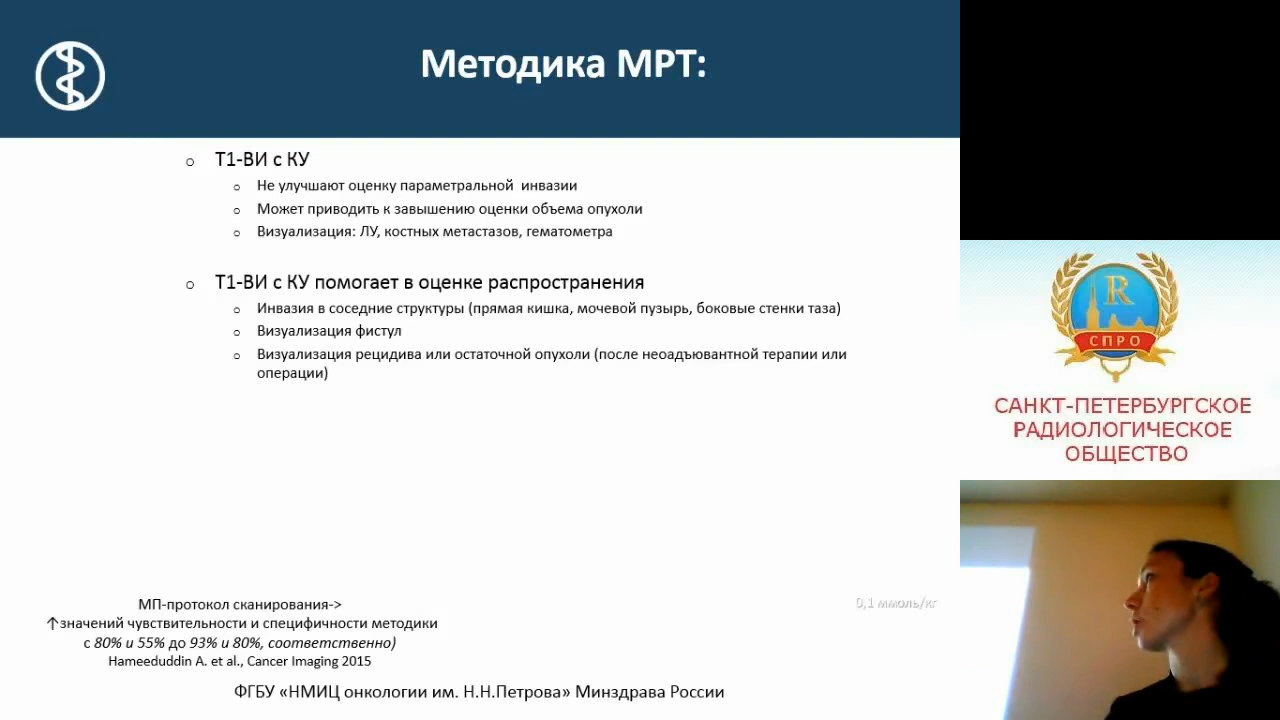 Методика МРТ:
Т1-ВИ с КУ
Не улучшают оценку параметральной инвазии
Может приводить к завышению оценки объема опухоли
Визуализация: ЛУ, костных метастазов, гематометра
Т1-ВИ с КУ помогает в оценке распространения
Инвазия в соседние структуры (прямая кишка, мочевой пузырь, боковые стенки таза)
Визуализация фистул
Визуализация рецидива или остаточной опухоли (после неоадъювантной терапии или
операции)
МП-протокол сканирования->
↑значений чувствительности и специфичности методики
с 80% и 55% до 93% и 80%, соответственно)
Hameeduddin A. et al., Cancer Imaging 2015
0,1 ммоль/кг
ФГБУ «НМИЦ онкологии им. Н.Н.Петрова» Минздрава России
R
СПРО
САНКТ-ПЕТЕРБУРГСКОЕ
РАДИОЛОГИЧЕСКОЕ
ОБЩЕСТВО